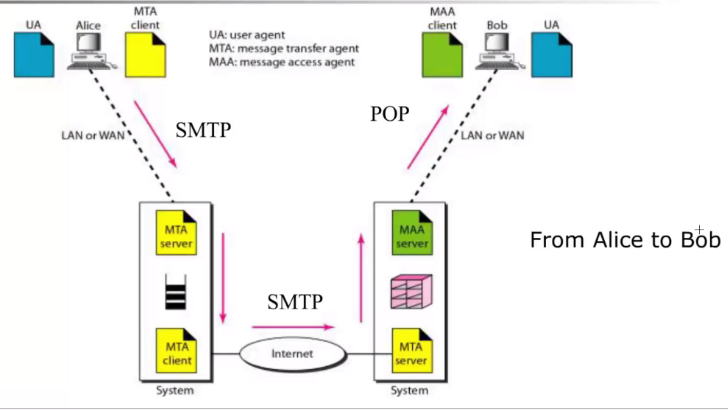 UA
Alice
MTA
client
UA: user agent
MTA: message transfer agent
MAA: message access agent
MAA
client
Bob
UA
LAN or WAN
SMTP
POP
LAN or WAN
MTA
server
MAA
server
From Alice to Bob
SMTP
MTA
client
Internet
MTA
server
System
System